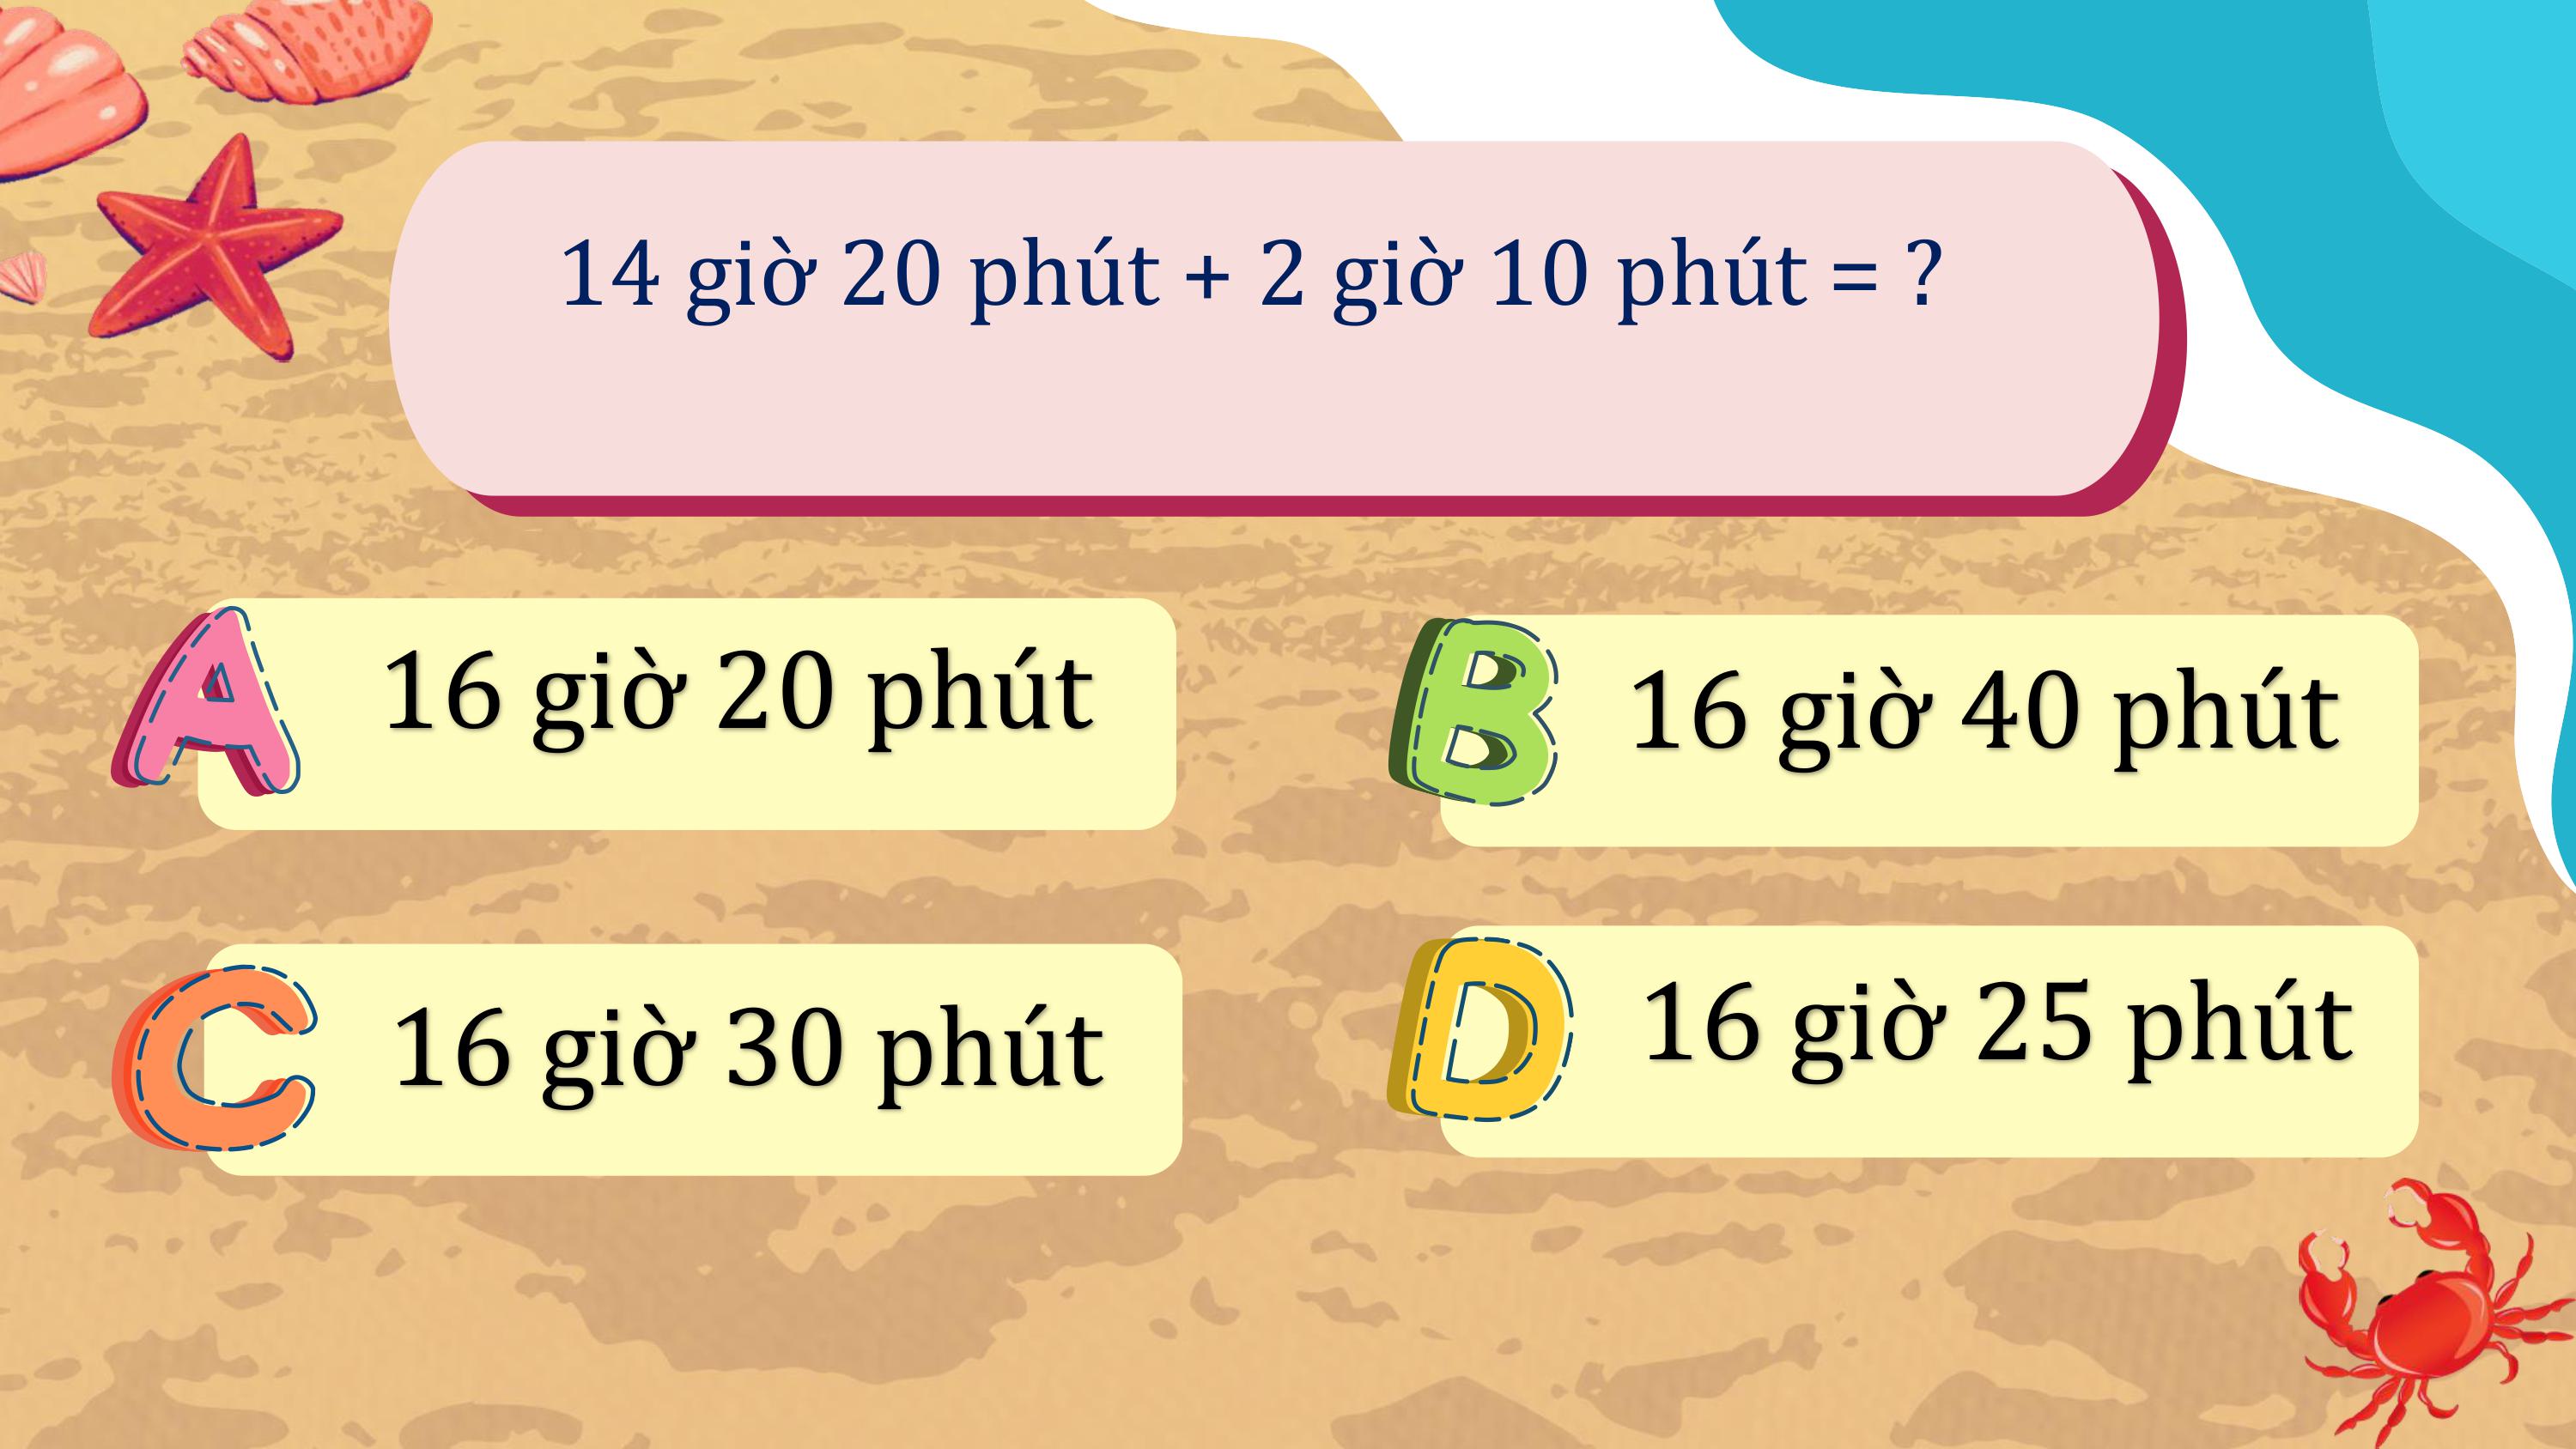 14 giờ 20 phút + 2 giờ 10 phút = ?
A 16 giờ 20 phút
B 16 giờ 40 phút
C 16 giờ 30 phút
D 16 giờ 25 phút